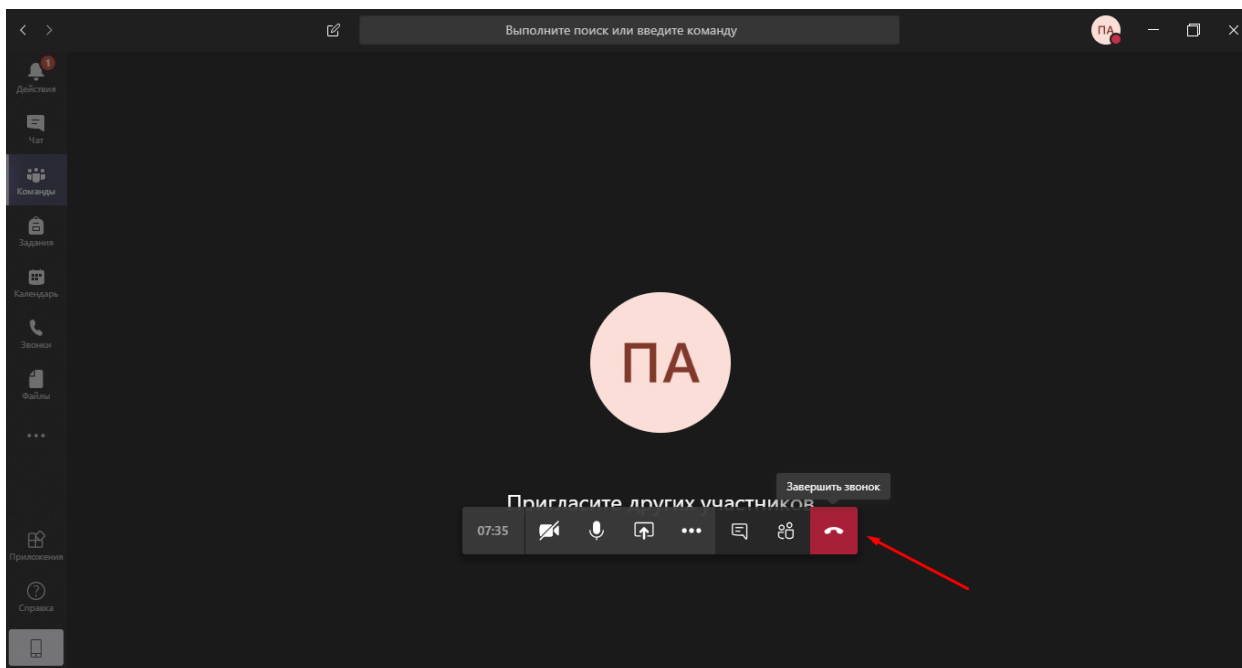 Выполните поиск или введите команду
ПА
1
Действия
Чат
Команды
Задания
Календарь
Звонки
Файлы
ПА
Завершить звонок
Пригласите других участников
07:35
Приложения
Справка